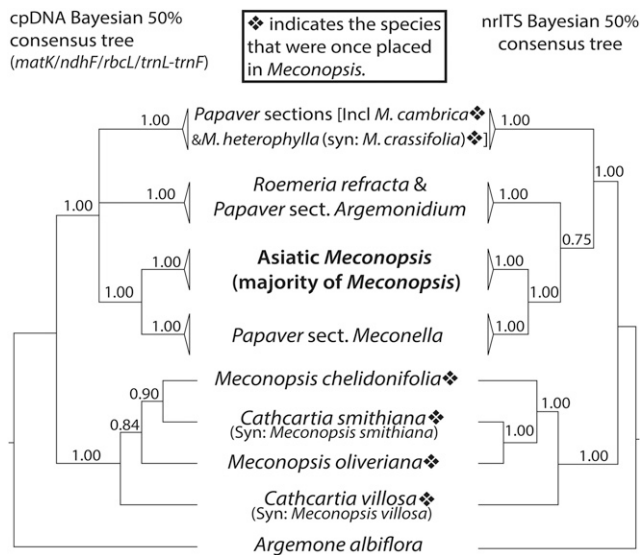 cpDNA Bayesian 50%
consensus tree
(matK/ndhF/rbcL/trnL-trnF)
❖ indicates the species
that were once placed
in Meconopsis.
nrITS Bayesian 50%
consensus tree
1.00
Papaver sections [Incl M. cambrica❖
&M. heterophylla (syn: M. crassifolia)❖]
1.00
1.00
Roemeria refracta &
Papaver sect. Argemonidium
1.00
1.00
1.00
0.75
1.00
Asiatic Meconopsis
(majority of Meconopsis)
1.00
1.00
1.00
1.00
Papaver sect. Meconella
1.00
Meconopsis chelidonifolia❖
0.90
1.00
Cathcartia smithiana❖
(Syn: Meconopsis smithiana)
0.84
1.00
1.00
Meconopsis oliveriana❖
1.00
Cathcartia villosa❖
(Syn: Meconopsis villosa)
Argemone albiflora